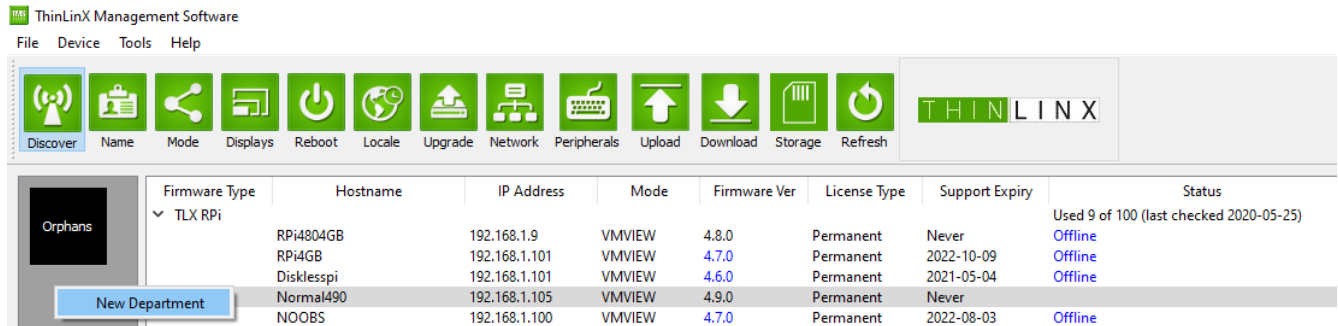 ThinLinX Management Software
File Device Tools Help
Discover Name Mode Displays Reboot Locale Upgrade Network Peripherals Upload Download Storage Refresh
THINLINX
Orphans
Firmware Type Hostname IP Address Mode Firmware Ver License Type Support Expiry Status
TLX RPi Used 9 of 100 (last checked 2020-05-25)
RPi4804GB 192.168.1.9 VMVIEW 4.8.0 Permanent Never Offline
RPi4GB 192.168.1.101 VMVIEW 4.7.0 Permanent 2022-10-09 Offline
Disklesspi 192.168.1.101 VMVIEW 4.6.0 Permanent 2021-05-04 Offline
New Department
Normal490 192.168.1.105 VMVIEW 4.9.0 Permanent Never
NOOBS 192.168.1.100 VMVIEW 4.7.0 Permanent 2022-08-03 Offline